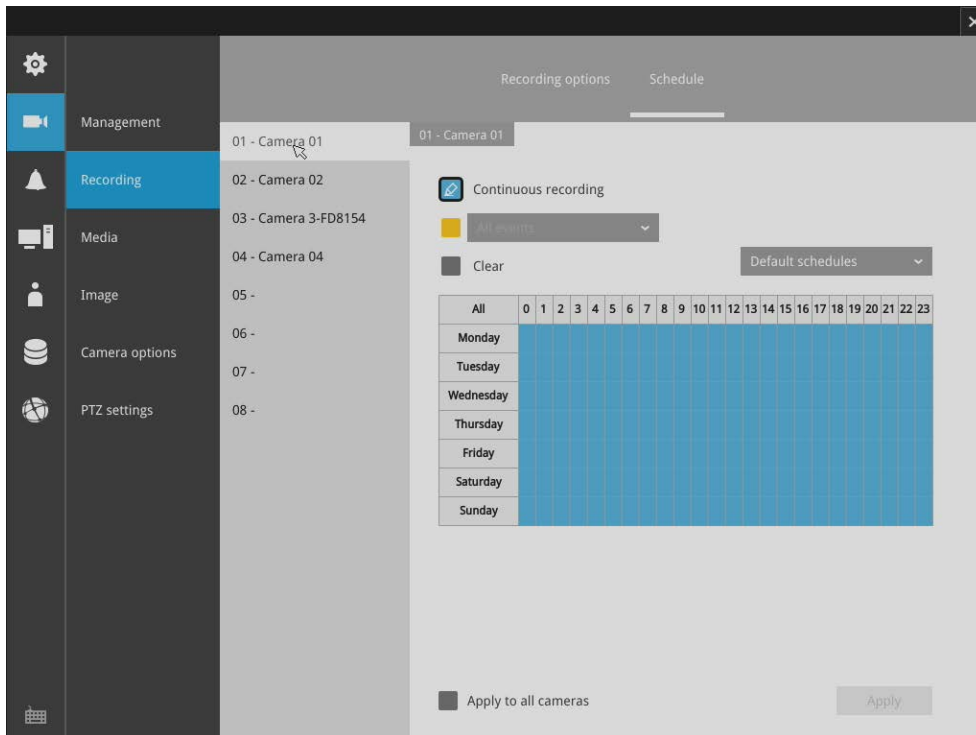 Recording options Schedule
Management
Recording
Media
Image
Camera options
PTZ settings
01 - Camera 01
02 - Camera 02
03 - Camera 3-FD8154
04 - Camera 04
05 -
06 -
07 -
08 -
01 - Camera 01
Continuous recording
All events
Clear
Default schedules
All 0 1 2 3 4 5 6 7 8 9 10 11 12 13 14 15 16 17 18 19 20 21 22 23
Monday
Tuesday
Wednesday
Thursday
Friday
Saturday
Sunday
Apply to all cameras
Apply